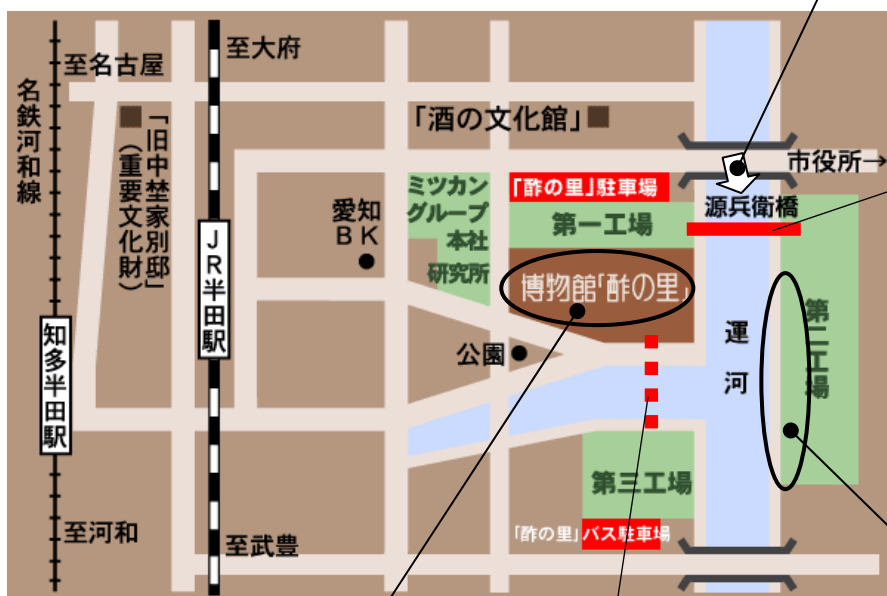 至名古屋
至大府
名鉄河和線
「旧中埜家別邸」
(重要文化財)
「酒の文化館」
市役所→
ミツカン
グループ
本社
研究所
「酢の里」駐車場
源兵衛橋
愛知
BK
第一工場
JR半田駅
博物館「酢の里」
第二工場
運河
知多半田駅
公園
第三工場
至河和
至武豊
「酢の里」バス駐車場